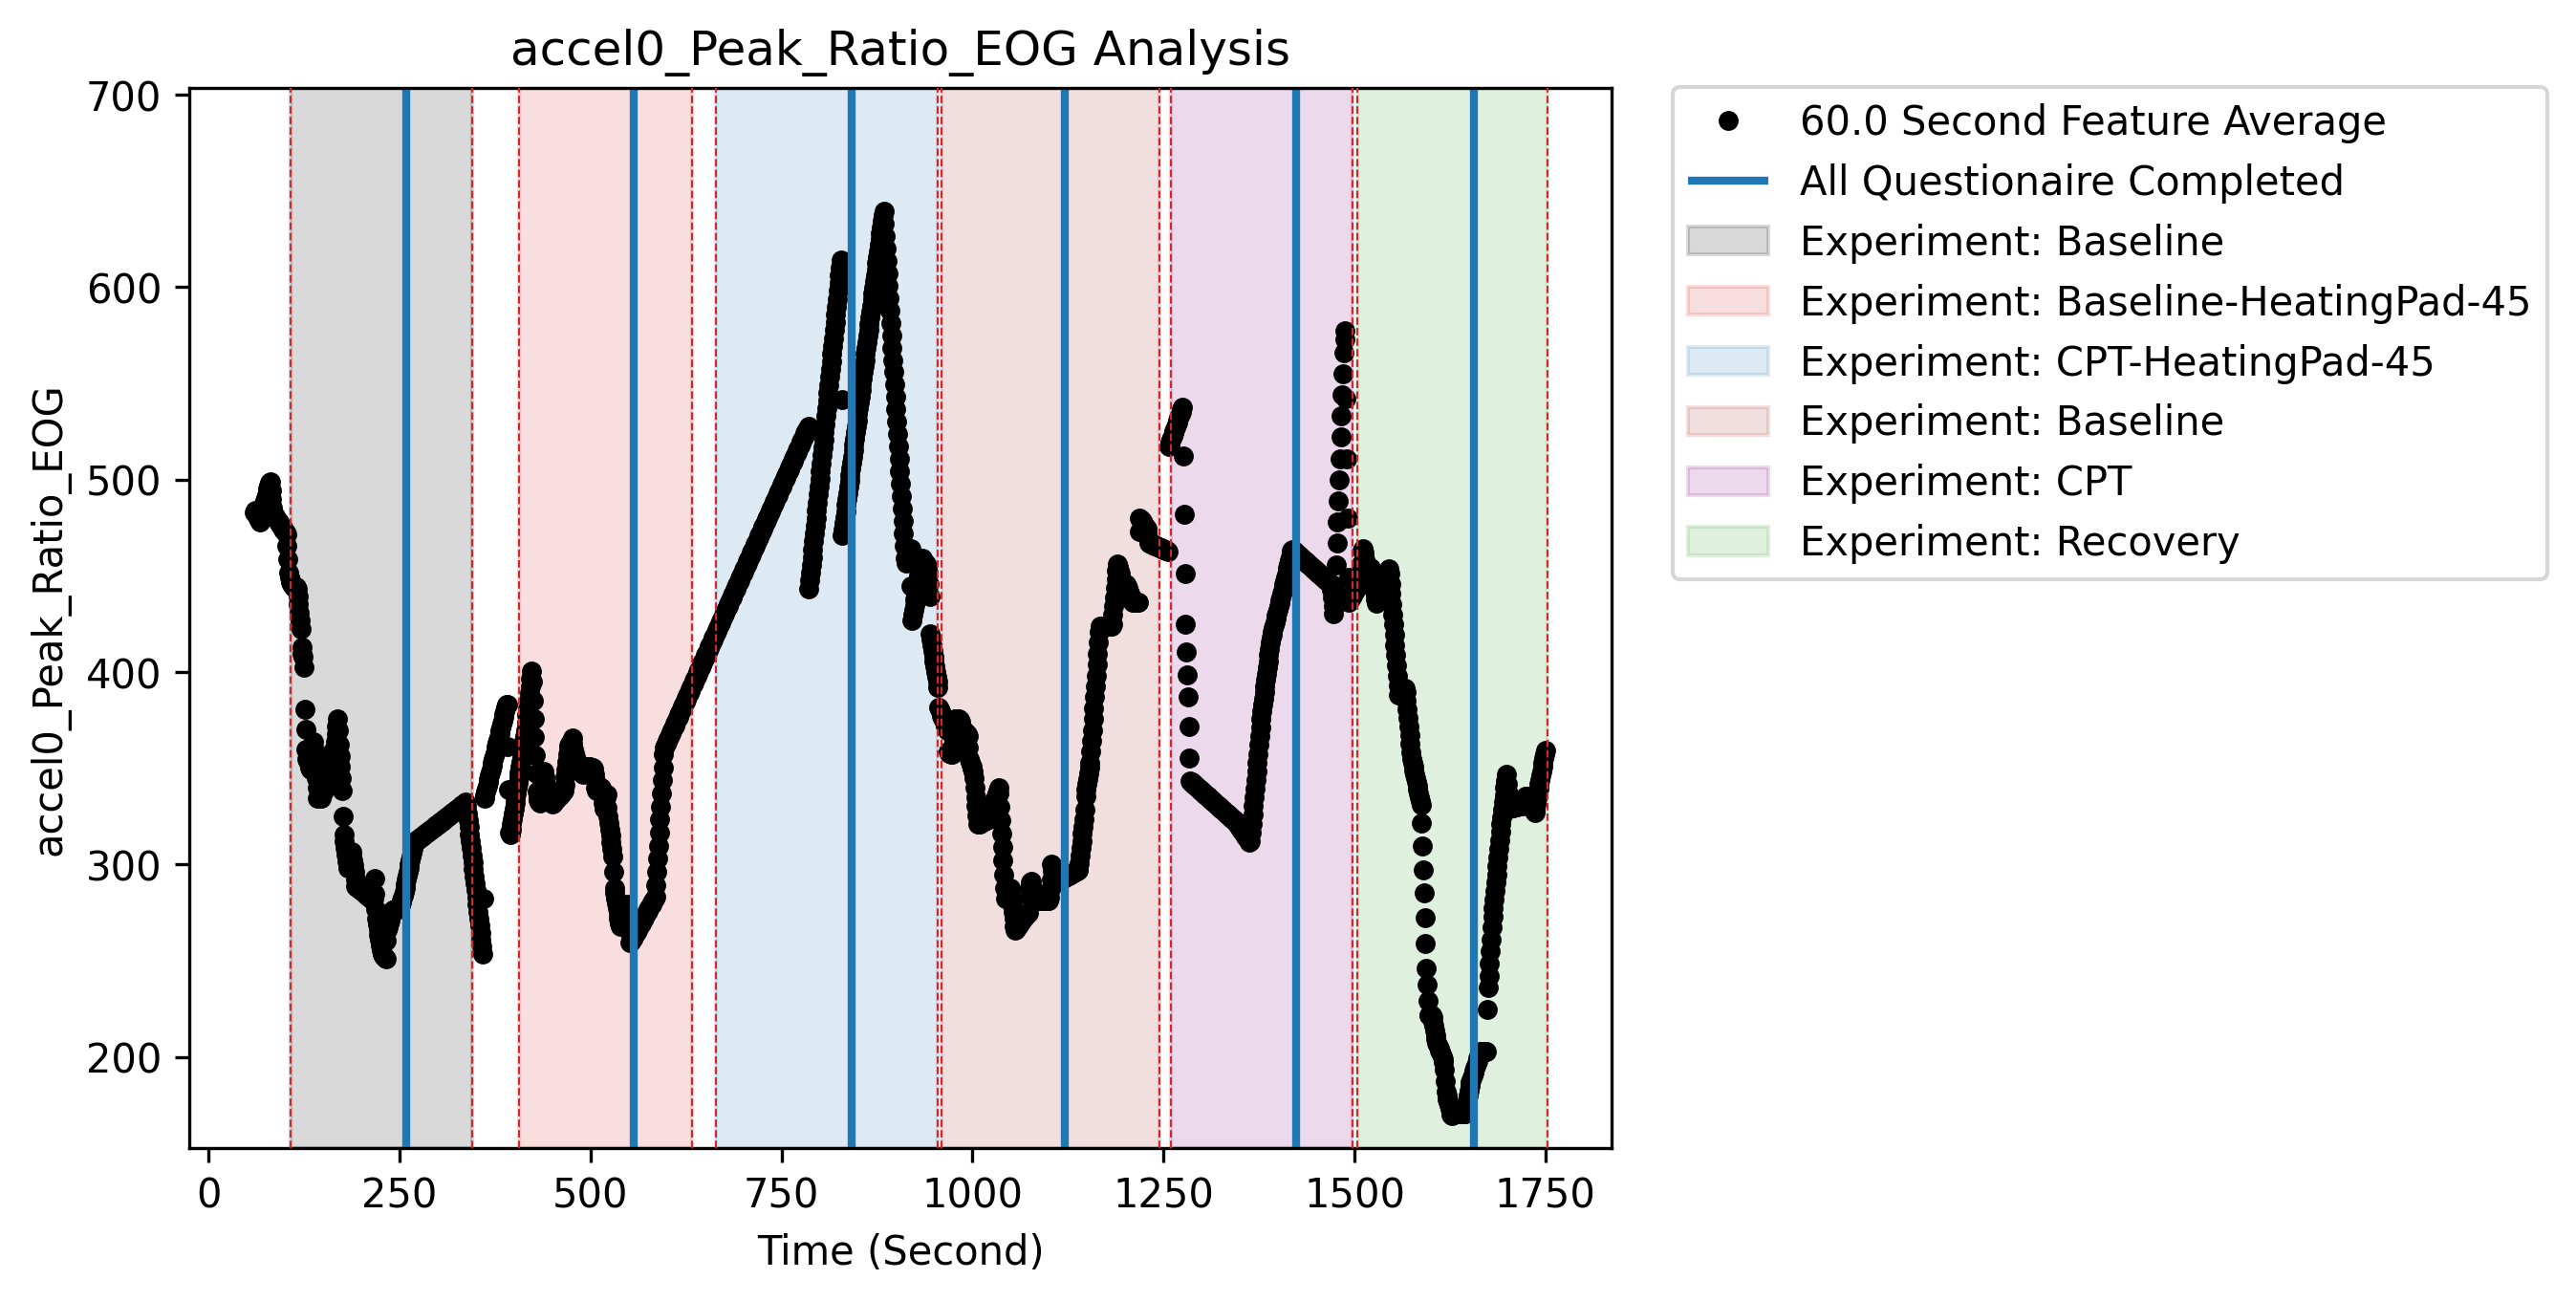 accel0_Peak_Ratio_EOG Analysis
accel0_Peak_Ratio_EOG
700
600
500
400
300
200
0
250
500
750
1000
1250
1500
1750
Time (Second)
60.0 Second Feature Average
All Questionaire Completed
Experiment: Baseline
Experiment: Baseline-HeatingPad-45
Experiment: CPT-HeatingPad-45
Experiment: Baseline
Experiment: CPT
Experiment: Recovery